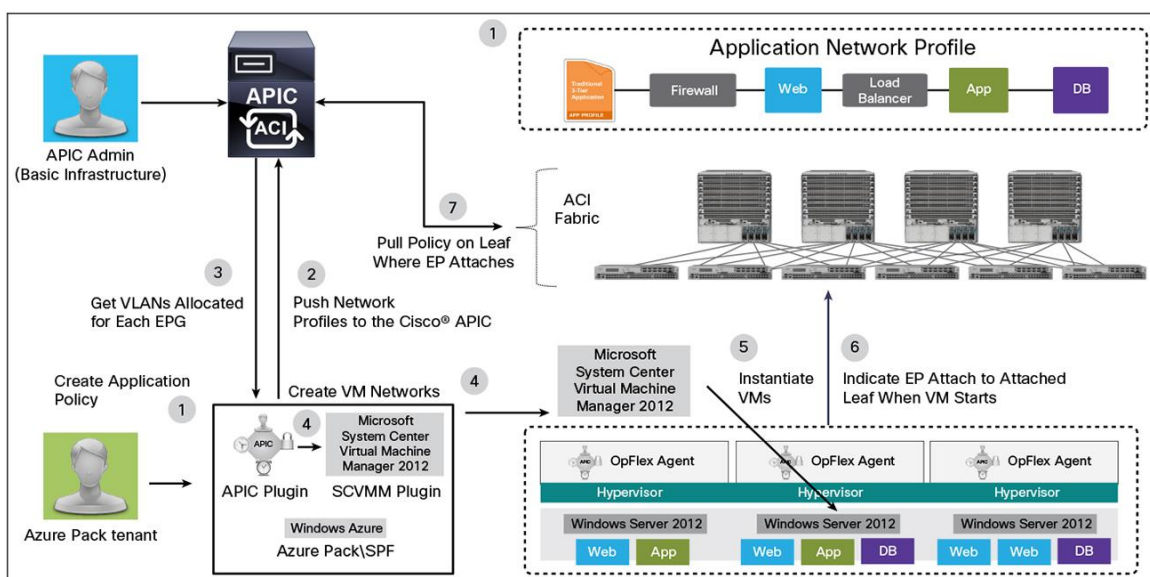 1
Application Network Profile
Traditional
3-Tier
Application
APP PROFILE
Firewall
Web
Load
Balancer
App
DB
APIC
ACI
APIC Admin
(Basic Infrastructure)
7
Pull Policy on Leaf
Where EP Attaches
ACI
Fabric
3
Get VLANs Allocated
for Each EPG
2
Push Network
Profiles to the Cisco® APIC
Create Application
Policy
1
Azure Pack tenant
Create VM Networks
4
APIC
4
Microsoft
System Center
Virtual Machine
Manager 2012
APIC Plugin
SCVMM Plugin
Windows Azure
Azure Pack\SPF
Microsoft
System Center
Virtual Machine
Manager 2012
5
Instantiate
VMs
6
Indicate EP Attach to Attached
Leaf When VM Starts
APIC
OpFlex Agent
APIC
OpFlex Agent
APIC
OpFlex Agent
Hypervisor
Hypervisor
Hypervisor
Windows Server 2012
Windows Server 2012
Windows Server 2012
Web
App
Web
App
DB
Web
Web
DB